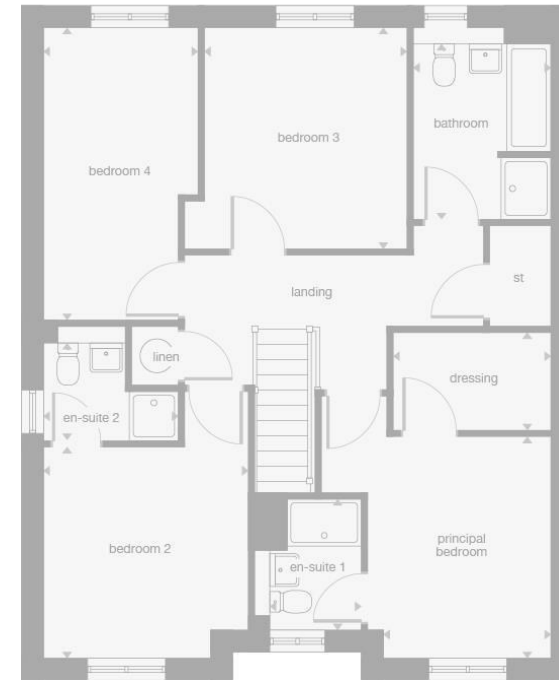 bedroom 4
bedroom 3
bathroom
landing
st
linen
dressing
en-suite 2
bedroom 2
en-suite 1
principal
bedroom